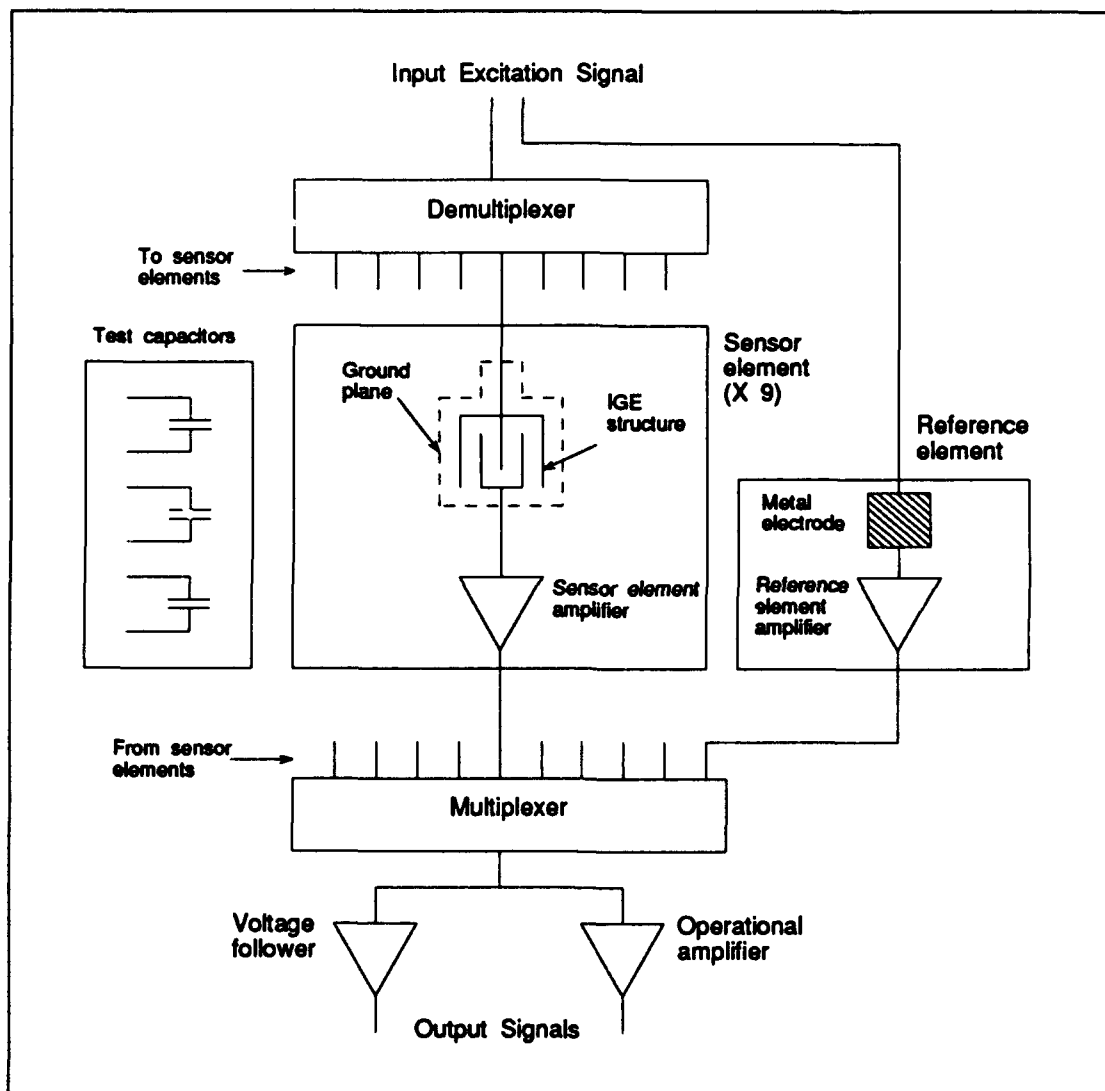 Input Excitation Signal
Demultiplexer
To sensor
elements
Test capacitors
Ground
plane
IGE
structure
Sensor
element
(X 9)
Reference
element
Metal
electrode
Sensor element
amplifier
Reference
element
amplifier
From sensor
elements
Multiplexer
Voltage
follower
Operational
amplifier
Output Signals